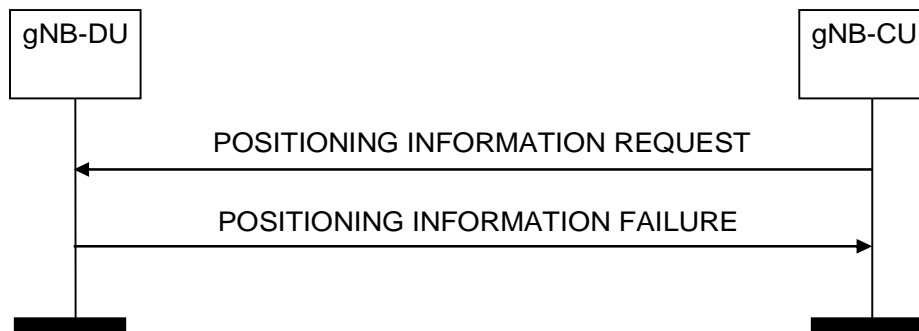 gNB-DU
gNB-CU
POSITIONING INFORMATION REQUEST
POSITIONING INFORMATION FAILURE